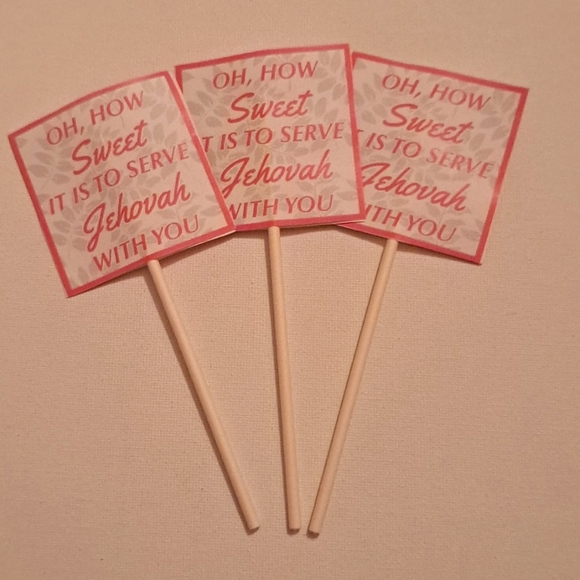 OH, HOW
Sweet
IT IS TO SERVE
Jehovah
WITH YOU
OH, HOW
Sweet
T IS TO SERVE
Jehovah
WITH YOU
OH, HOW
Sweet
T IS TO SERVE
Jehovah
ITH YOU